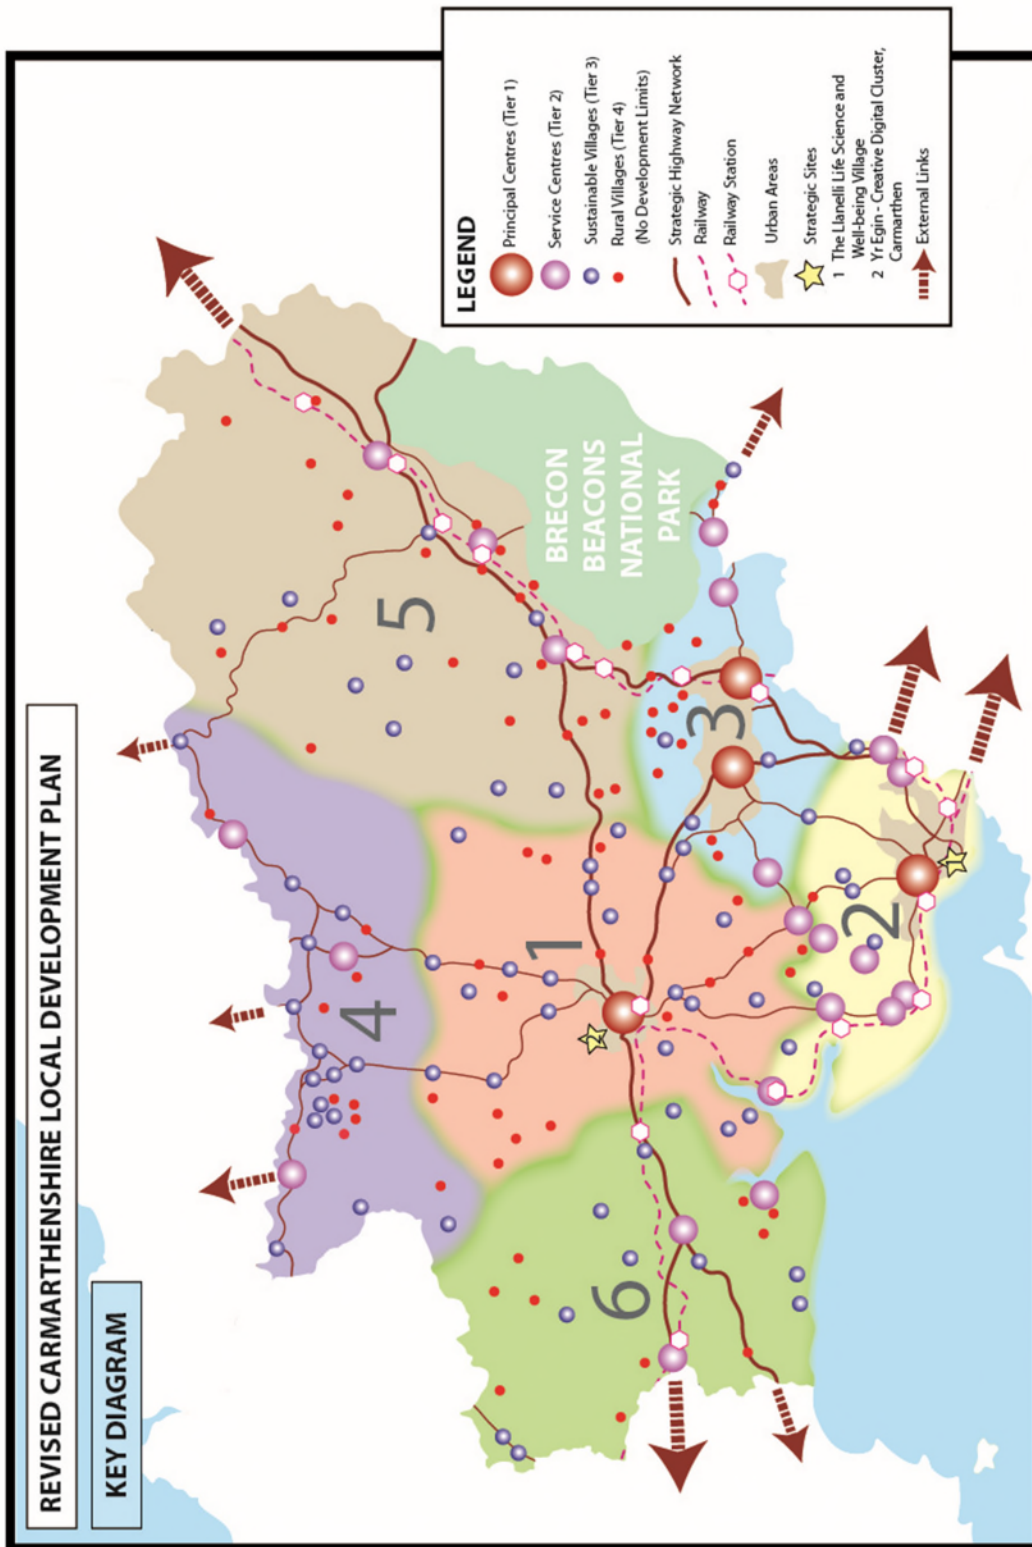 REVISED CARMARTHENSHIRE LOCAL DEVELOPMENT PLAN
KEY DIAGRAM
4
5
1
6
3
2
BRECON
BEACONS
NATIONAL
PARK
2
1
LEGEND
Principal Centres (Tier 1)
Service Centres (Tier 2)
Sustainable Villages (Tier 3)
Rural Villages (Tier 4)
(No Development Limits)
Strategic Highway Network
Railway
Railway Station
Urban Areas
Strategic Sites
1 The Llanelli Life Science and
Well-being Village
2 Yr Egin - Creative Digital Cluster,
Carmarthen
External Links